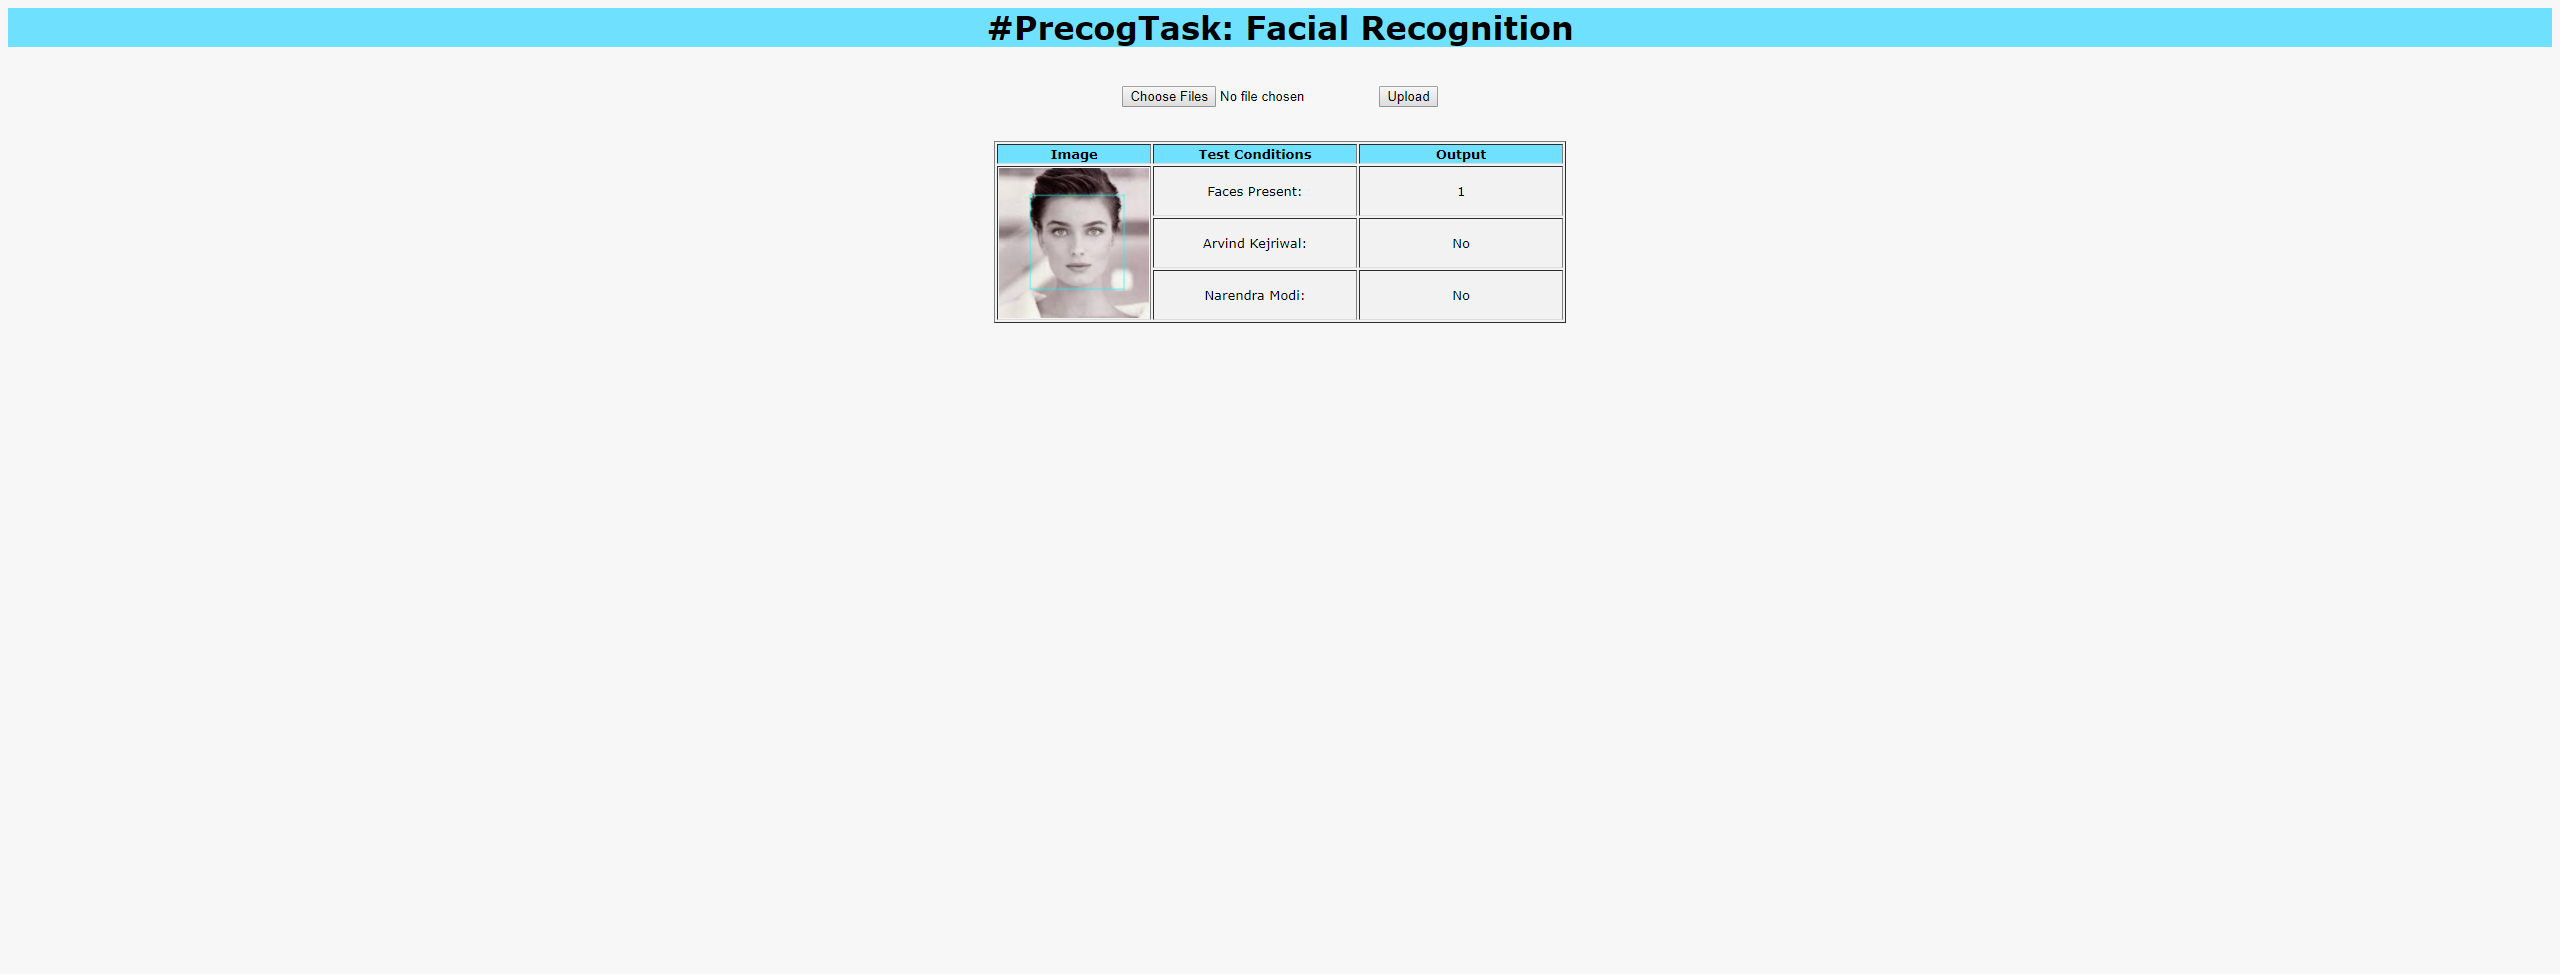 #PrecogTask: Facial Recognition
Choose Files No file chosen Upload
Image Test Conditions Output
Faces Present: 1
Arvind Kejriwal: No
Narendra Modi: No